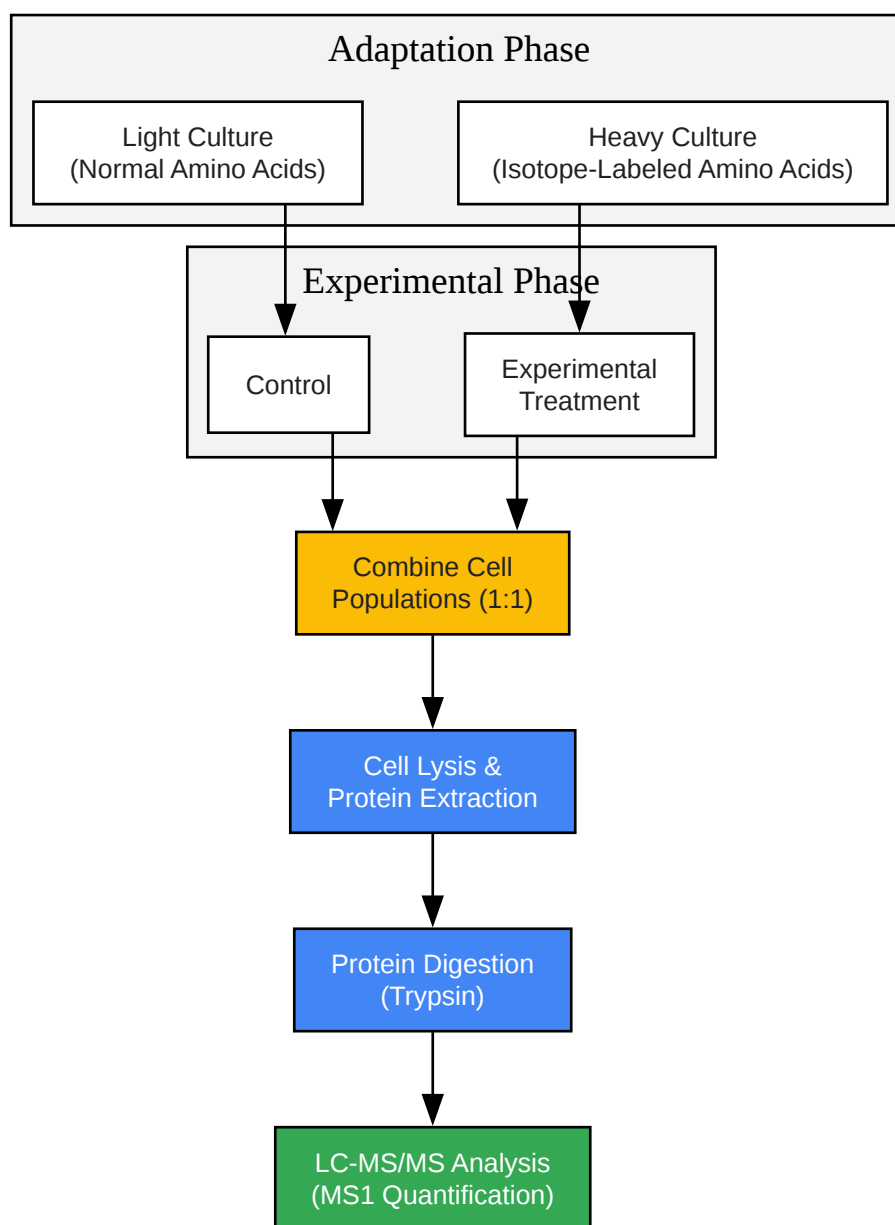 Adaptation Phase
Light Culture
(Normal Amino Acids)
Heavy Culture
(Isotope-Labeled Amino Acids)
Experimental Phase
Control
Experimental
Treatment
Combine Cell
Populations (1:1)
Cell Lysis &
Protein Extraction
Protein Digestion
(Trypsin)
LC-MS/MS Analysis
(MS1 Quantification)